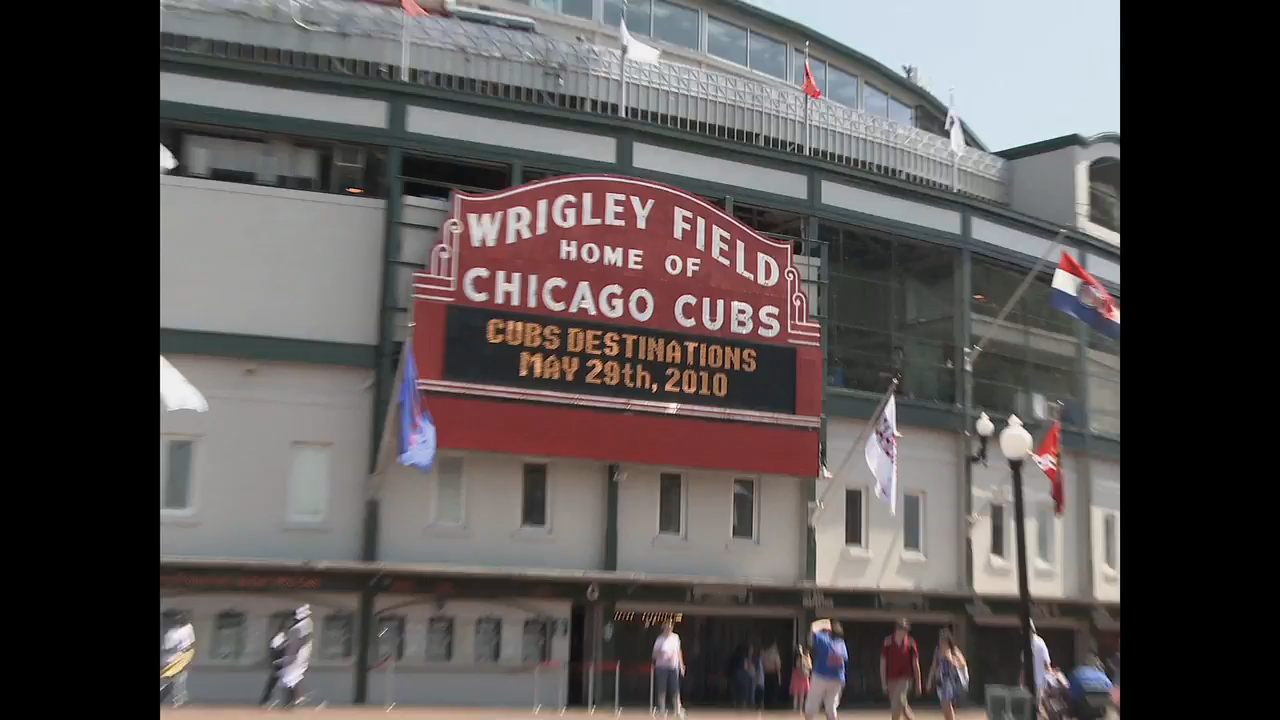 WRIGLEY FIELD
HOME OF
CHICAGO CUBS
CUBS DESTINATIONS
MAY 29th, 2010